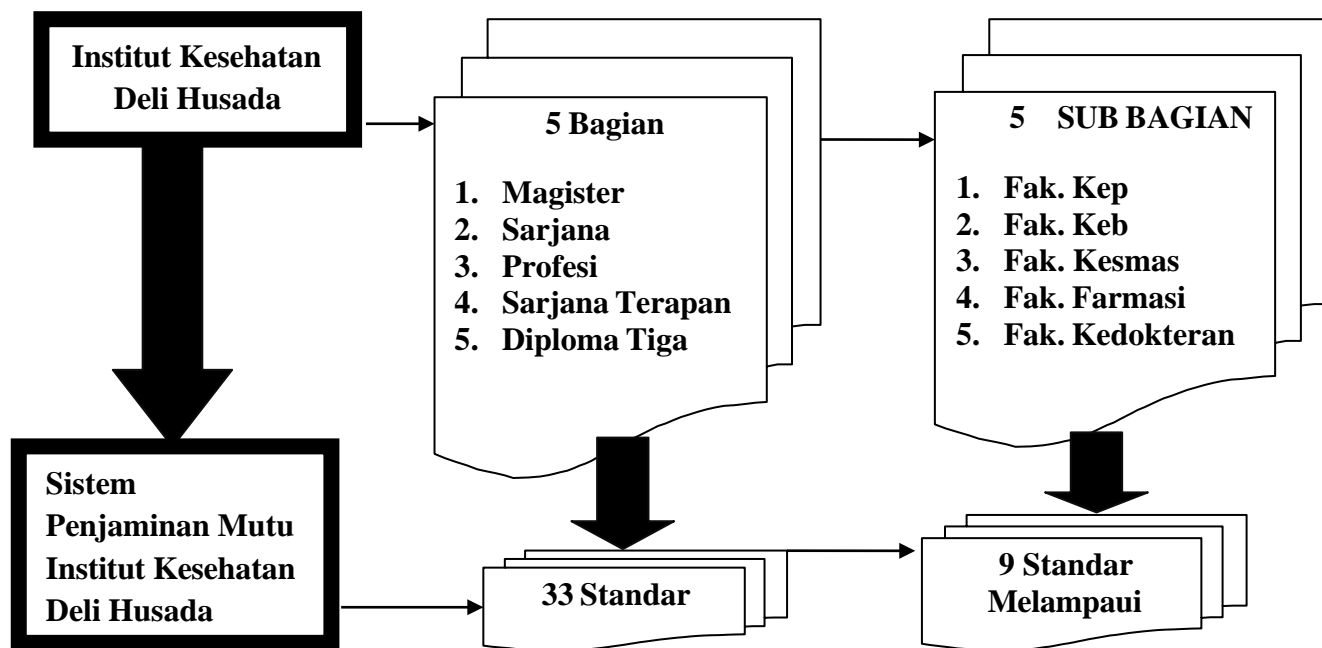 Institut Kesehatan
Deli Husada
5 Bagian
1. Magister
2. Sarjana
3. Profesi
4. Sarjana Terapan
5. Diploma Tiga
5 SUB BAGIAN
1. Fak. Kep
2. Fak. Keb
3. Fak. Kesmas
4. Fak. Farmasi
5. Fak. Kedokteran
Sistem
Penjaminan Mutu
Institut Kesehatan
Deli Husada
33 Standar
9 Standar
Melampaui